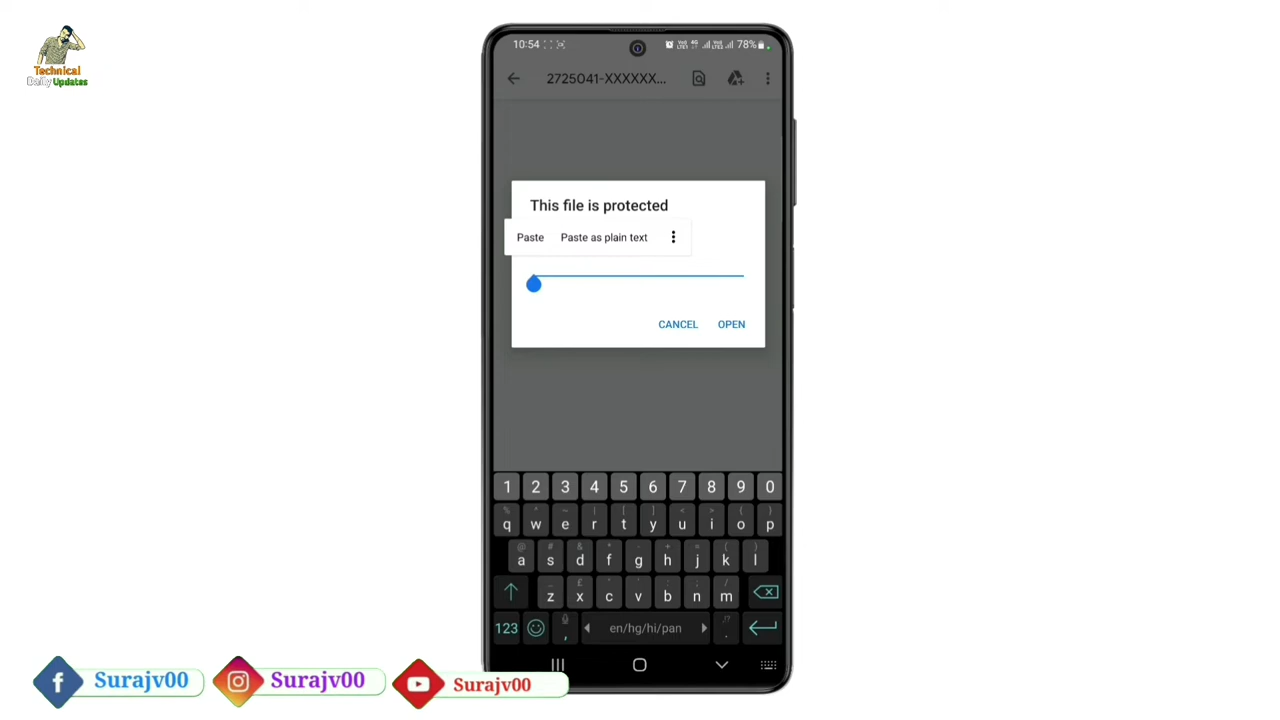 Technical
Daily Updates
10:54
78%
2725041-XXXXXX...
This file is protected
Paste Paste as plain text
CANCEL OPEN
1 2 3 4 5 6 7 8 9 0
q w e r t y u i o p
a s d f g h j k l
z x c v b n m
123 , en/hg/hi/pan .
Surajv00 Surajv00 Surajv00